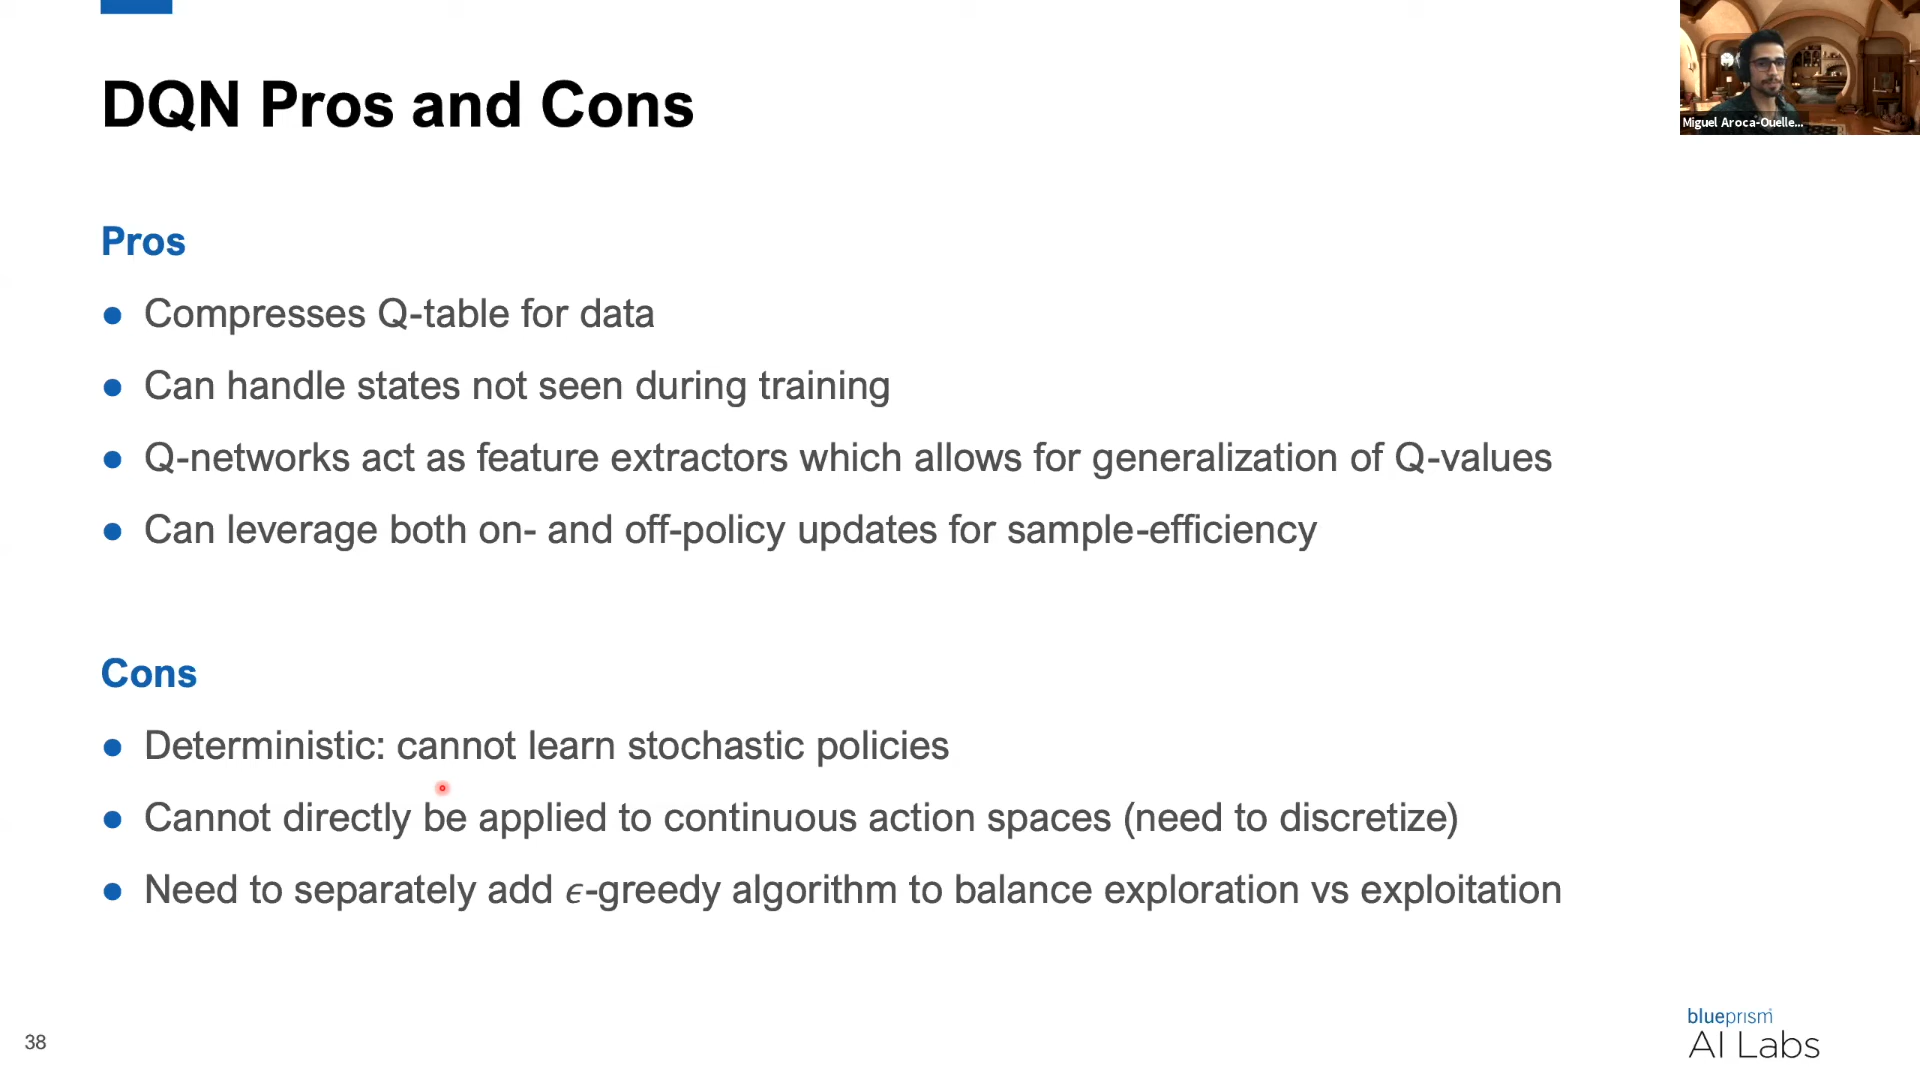 DQN Pros and Cons
Miguel Aroca-Ouelle...
Pros
Compresses Q-table for data
Can handle states not seen during training
Q-networks act as feature extractors which allows for generalization of Q-values
Can leverage both on- and off-policy updates for sample-efficiency
Cons
Deterministic: cannot learn stochastic policies
Cannot directly be applied to continuous action spaces (need to discretize)
Need to separately add ϵ-greedy algorithm to balance exploration vs exploitation
38
blueprism
AI Labs